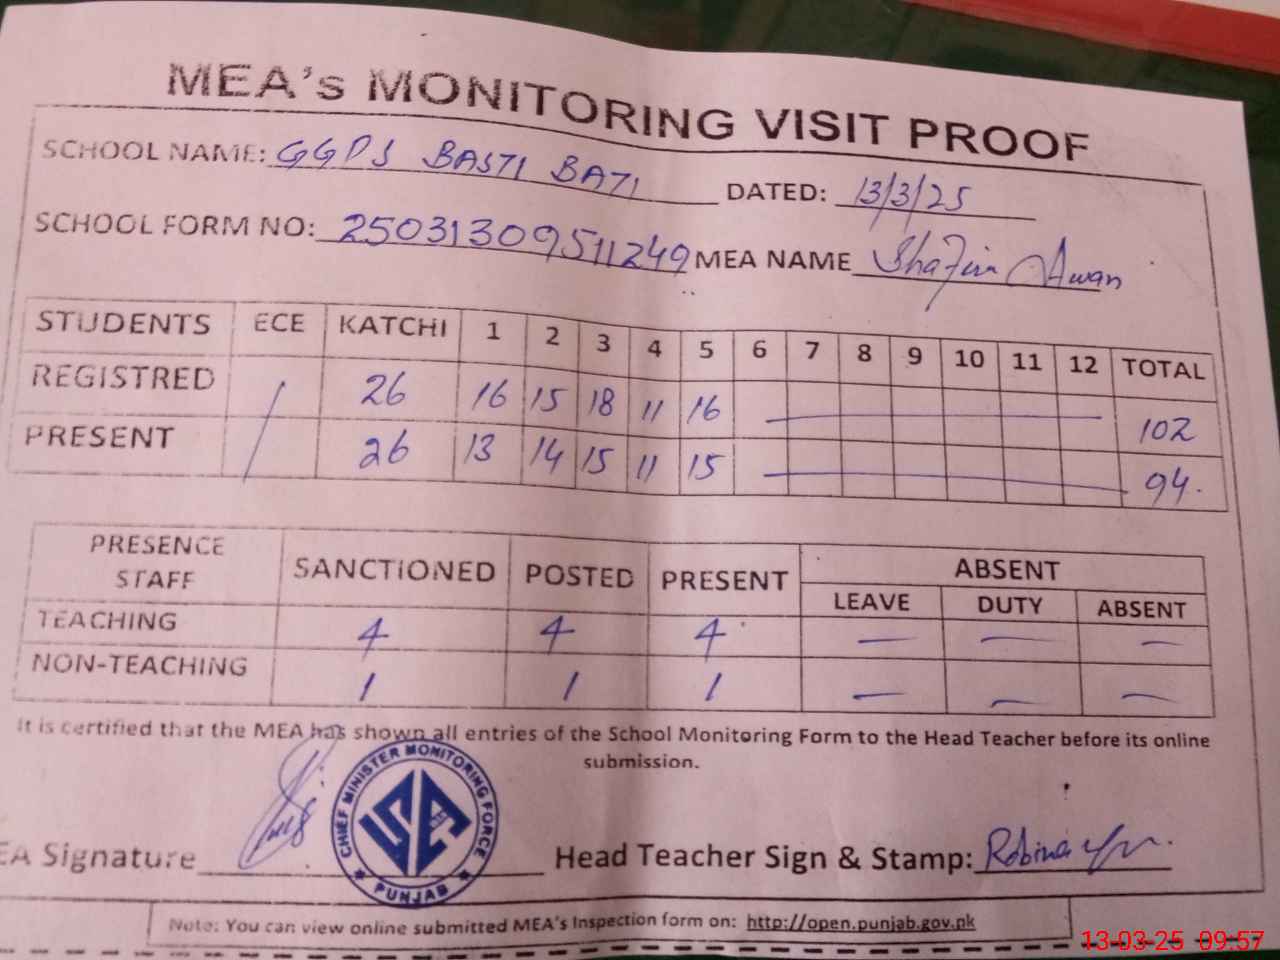 MEA's MONITORING VISIT PROOF
SCHOOL NAME: GGPS BASTI BATI DATED: 13/3/25
SCHOOL FORM NO: 25031309511249 MEA NAME Awan
STUDENTS ECE KATCHI 1 2 3 4 5 6 7 8 9 10 11 12 TOTAL
REGISTRED 26 16 15 18 11 16 102
PRESENT 26 13 14 15 11 15 94
PRESENCE STAFF SANCTIONED POSTED PRESENT ABSENT
LEAVE DUTY ABSENT
TEACHING 4 4 4 — — —
NON-TEACHING 1 1 1 — — —
It is certified that the MEA has shown all entries of the School Monitoring Form to the Head Teacher before its online
submission.
CHIEF MINISTER MONITORING FORCE
PUNJAB
EA Signature Head Teacher Sign & Stamp: Robina
Note: You can view online submitted MEA's Inspection form on: http://open.punjab.gov.pk
13-03-25 09:57